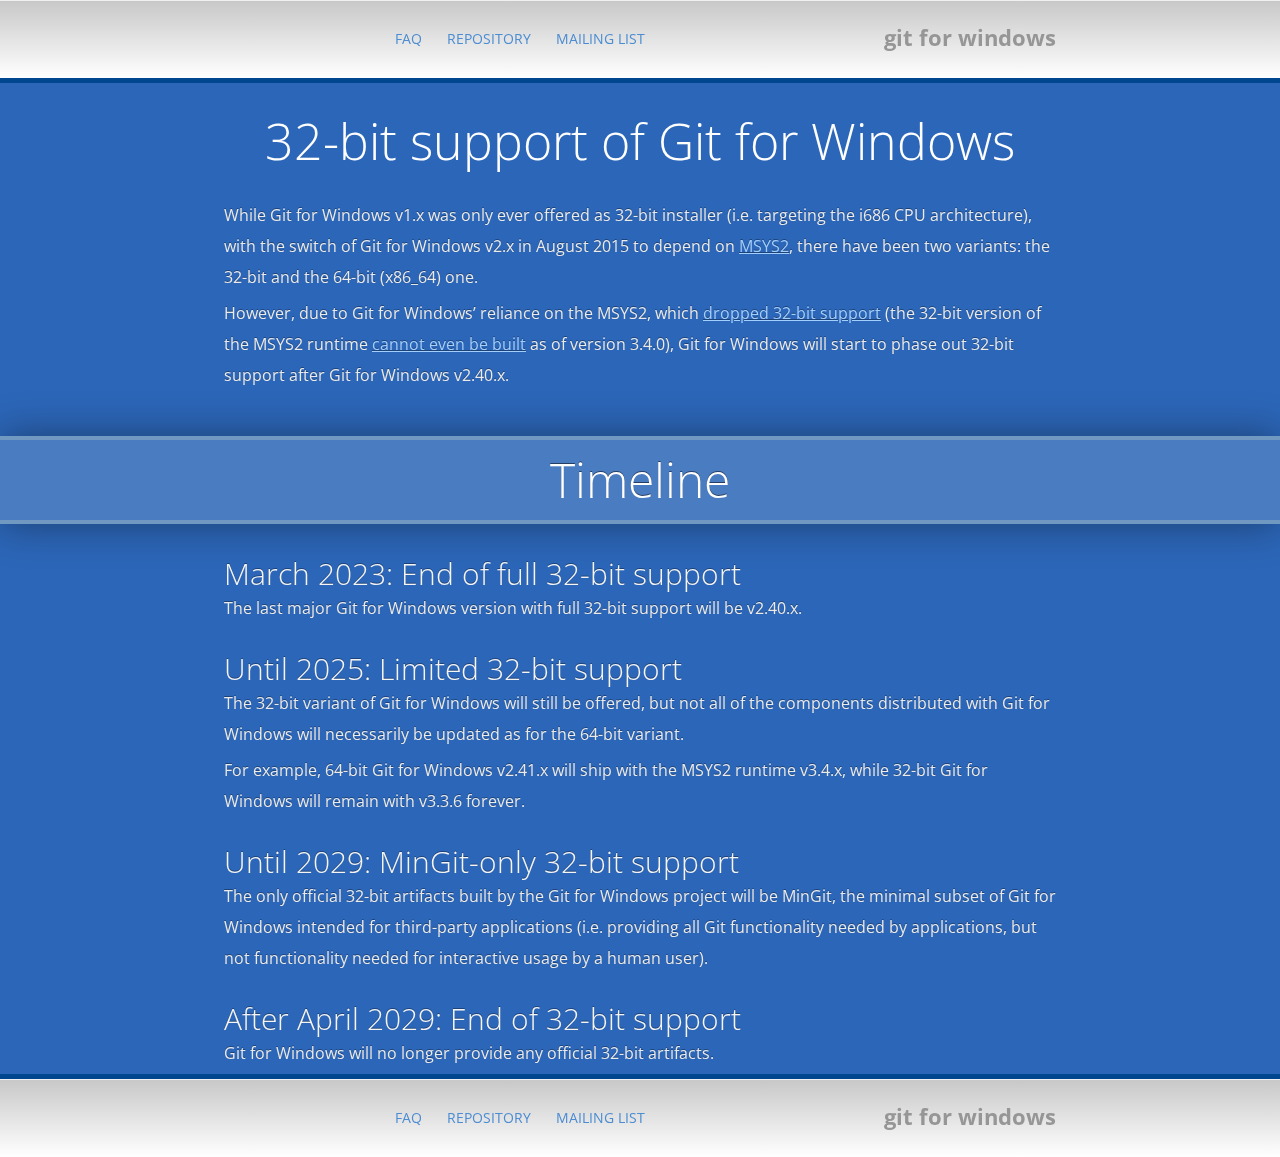 FAQ REPOSITORY MAILING LIST git for windows
32-bit support of Git for Windows
While Git for Windows v1.x was only ever offered as 32-bit installer (i.e. targeting the i686 CPU architecture),
with the switch of Git for Windows v2.x in August 2015 to depend on MSYS2, there have been two variants: the
32-bit and the 64-bit (x86_64) one.
However, due to Git for Windows’ reliance on the MSYS2, which dropped 32-bit support (the 32-bit version of
the MSYS2 runtime cannot even be built as of version 3.4.0), Git for Windows will start to phase out 32-bit
support after Git for Windows v2.40.x.
Timeline
March 2023: End of full 32-bit support
The last major Git for Windows version with full 32-bit support will be v2.40.x.
Until 2025: Limited 32-bit support
The 32-bit variant of Git for Windows will still be offered, but not all of the components distributed with Git for
Windows will necessarily be updated as for the 64-bit variant.
For example, 64-bit Git for Windows v2.41.x will ship with the MSYS2 runtime v3.4.x, while 32-bit Git for
Windows will remain with v3.3.6 forever.
Until 2029: MinGit-only 32-bit support
The only official 32-bit artifacts built by the Git for Windows project will be MinGit, the minimal subset of Git for
Windows intended for third-party applications (i.e. providing all Git functionality needed by applications, but
not functionality needed for interactive usage by a human user).
After April 2029: End of 32-bit support
Git for Windows will no longer provide any official 32-bit artifacts.
FAQ REPOSITORY MAILING LIST git for windows